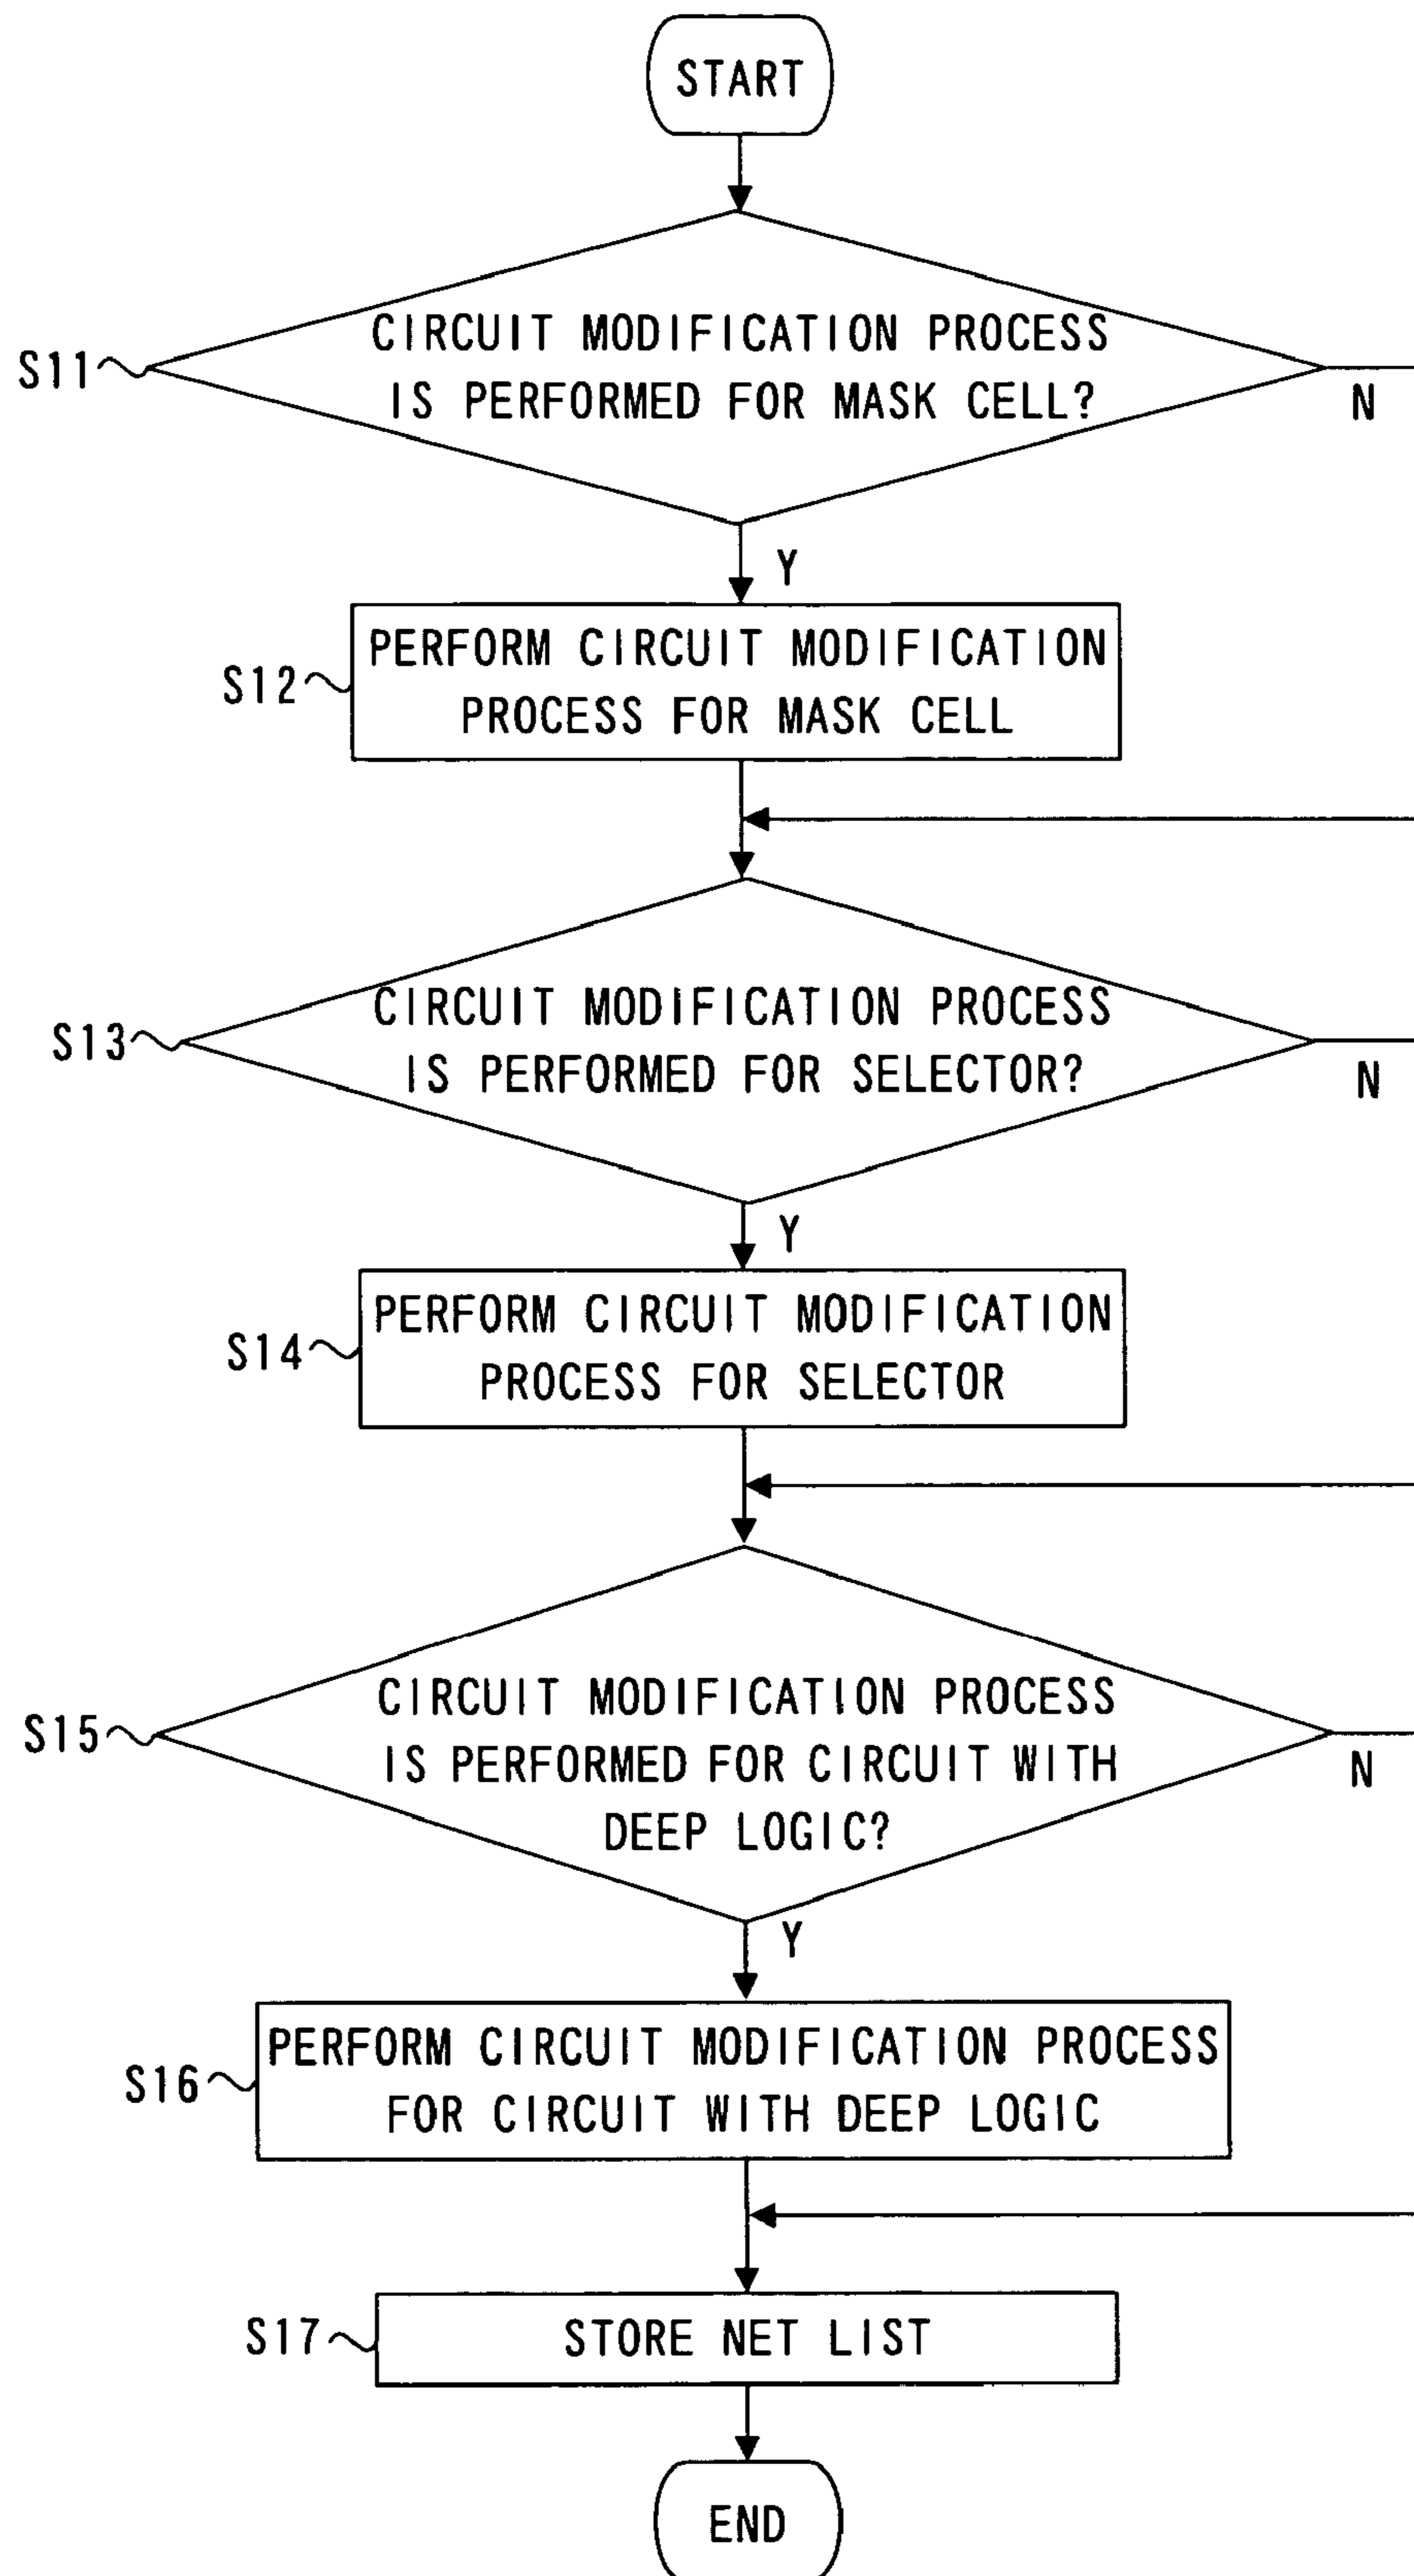 START
S11
CIRCUIT MODIFICATION PROCESS
IS PERFORMED FOR MASK CELL?
N
Y
S12
PERFORM CIRCUIT MODIFICATION
PROCESS FOR MASK CELL
S13
CIRCUIT MODIFICATION PROCESS
IS PERFORMED FOR SELECTOR?
N
Y
S14
PERFORM CIRCUIT MODIFICATION
PROCESS FOR SELECTOR
S15
CIRCUIT MODIFICATION PROCESS
IS PERFORMED FOR CIRCUIT WITH
DEEP LOGIC?
N
Y
S16
PERFORM CIRCUIT MODIFICATION PROCESS
FOR CIRCUIT WITH DEEP LOGIC
S17
STORE NET LIST
END